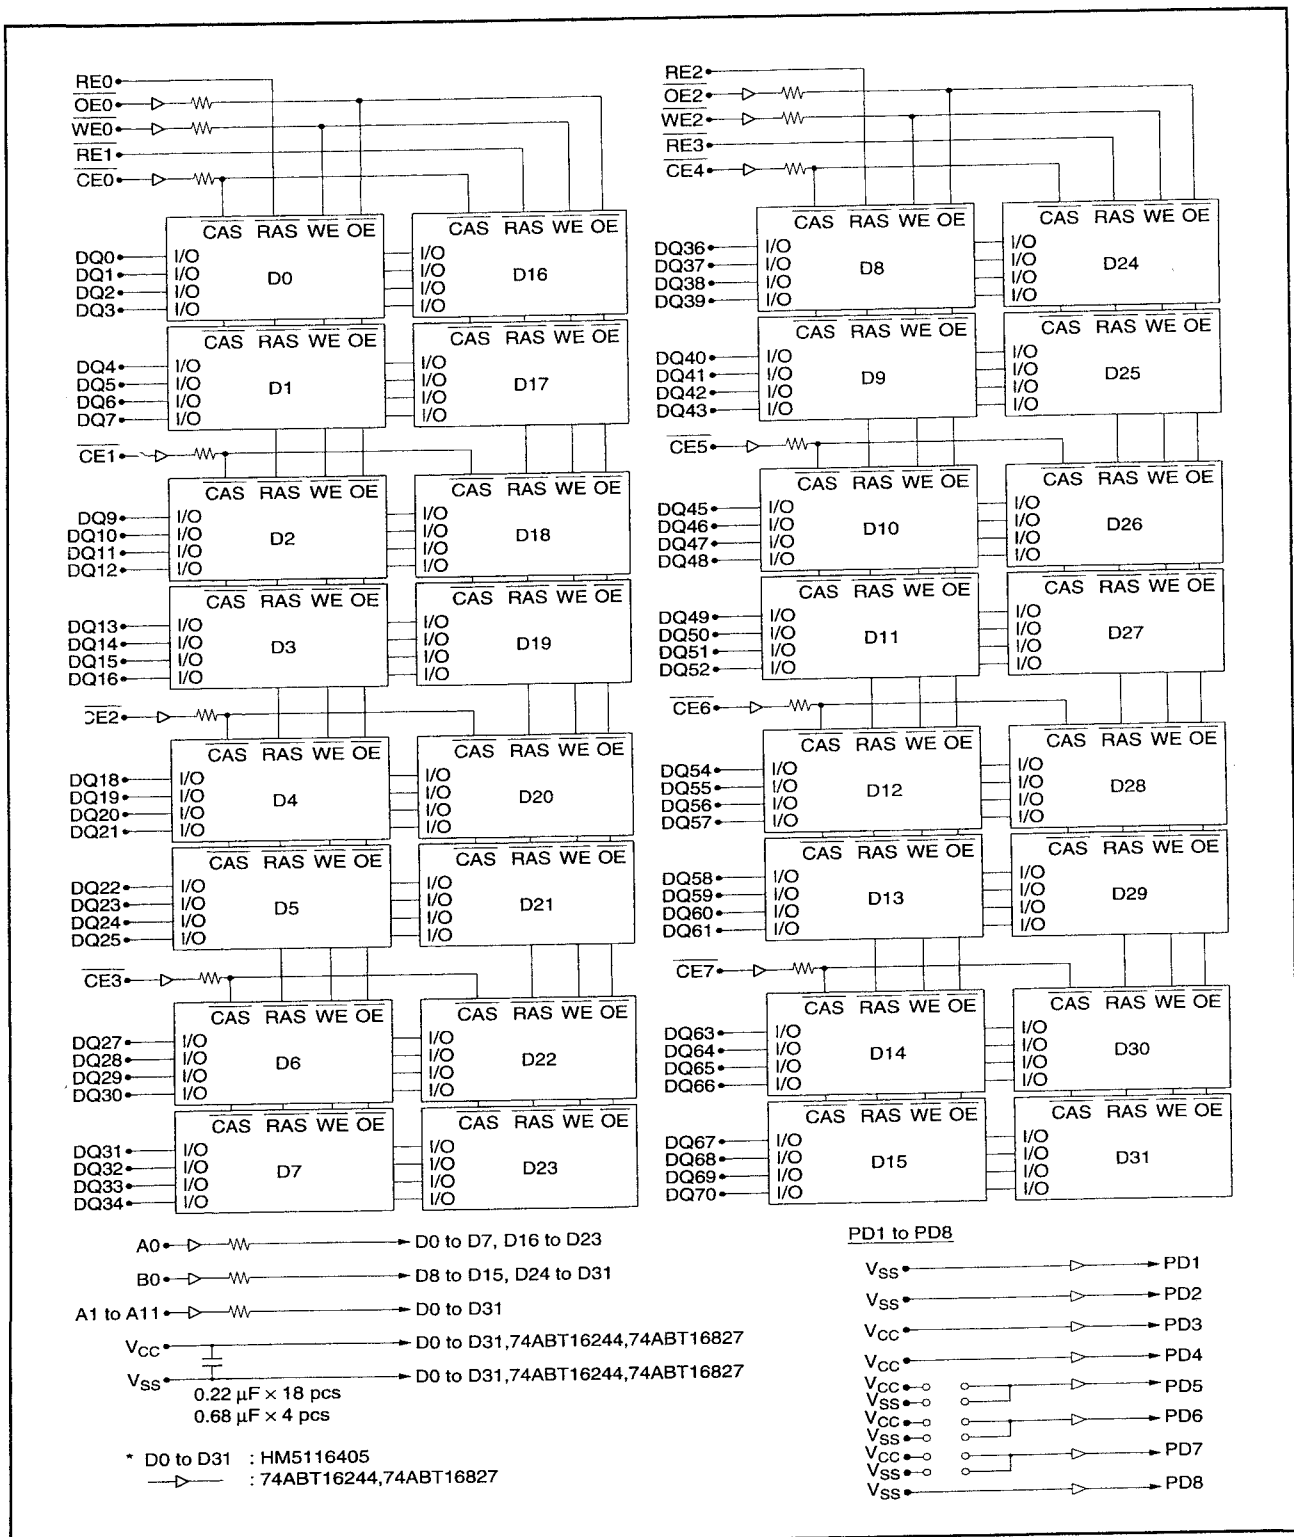 RE0
OE0
WE0
RE1
CE0
CAS RAS WE OE
CAS RAS WE OE
DQ0 I/O I/O
DQ1 I/O D0 I/O D16
DQ2 I/O I/O
DQ3 I/O I/O
CAS RAS WE OE
CAS RAS WE OE
DQ4 I/O I/O
DQ5 I/O D1 I/O D17
DQ6 I/O I/O
DQ7 I/O I/O
CE1
CAS RAS WE OE
CAS RAS WE OE
DQ9 I/O I/O
DQ10 I/O D2 I/O D18
DQ11 I/O I/O
DQ12 I/O I/O
CAS RAS WE OE
CAS RAS WE OE
DQ13 I/O I/O
DQ14 I/O D3 I/O D19
DQ15 I/O I/O
DQ16 I/O I/O
CE2
CAS RAS WE OE
CAS RAS WE OE
DQ18 I/O I/O
DQ19 I/O D4 I/O D20
DQ20 I/O I/O
DQ21 I/O I/O
CAS RAS WE OE
CAS RAS WE OE
DQ22 I/O I/O
DQ23 I/O D5 I/O D21
DQ24 I/O I/O
DQ25 I/O I/O
CE3
CAS RAS WE OE
CAS RAS WE OE
DQ27 I/O I/O
DQ28 I/O D6 I/O D22
DQ29 I/O I/O
DQ30 I/O I/O
CAS RAS WE OE
CAS RAS WE OE
DQ31 I/O I/O
DQ32 I/O D7 I/O D23
DQ33 I/O I/O
DQ34 I/O I/O
RE2
OE2
WE2
RE3
CE4
CAS RAS WE OE
CAS RAS WE OE
DQ36 I/O I/O
DQ37 I/O D8 I/O D24
DQ38 I/O I/O
DQ39 I/O I/O
CAS RAS WE OE
CAS RAS WE OE
DQ40 I/O I/O
DQ41 I/O D9 I/O D25
DQ42 I/O I/O
DQ43 I/O I/O
CE5
CAS RAS WE OE
CAS RAS WE OE
DQ45 I/O I/O
DQ46 I/O D10 I/O D26
DQ47 I/O I/O
DQ48 I/O I/O
CAS RAS WE OE
CAS RAS WE OE
DQ49 I/O I/O
DQ50 I/O D11 I/O D27
DQ51 I/O I/O
DQ52 I/O I/O
CE6
CAS RAS WE OE
CAS RAS WE OE
DQ54 I/O I/O
DQ55 I/O D12 I/O D28
DQ56 I/O I/O
DQ57 I/O I/O
CAS RAS WE OE
CAS RAS WE OE
DQ58 I/O I/O
DQ59 I/O D13 I/O D29
DQ60 I/O I/O
DQ61 I/O I/O
CE7
CAS RAS WE OE
CAS RAS WE OE
DQ63 I/O I/O
DQ64 I/O D14 I/O D30
DQ65 I/O I/O
DQ66 I/O I/O
CAS RAS WE OE
CAS RAS WE OE
DQ67 I/O I/O
DQ68 I/O D15 I/O D31
DQ69 I/O I/O
DQ70 I/O I/O
A0 D0 to D7, D16 to D23
B0 D8 to D15, D24 to D31
A1 to A11 D0 to D31
VCC D0 to D31,74ABT16244,74ABT16827
VSS D0 to D31,74ABT16244,74ABT16827
0.22 µF × 18 pcs
0.68 µF × 4 pcs
* D0 to D31 : HM5116405
: 74ABT16244,74ABT16827
PD1 to PD8
VSS PD1
VSS PD2
VCC PD3
VCC PD4
VCC PD5
VSS
VCC PD6
VSS
VCC PD7
VSS
VSS PD8